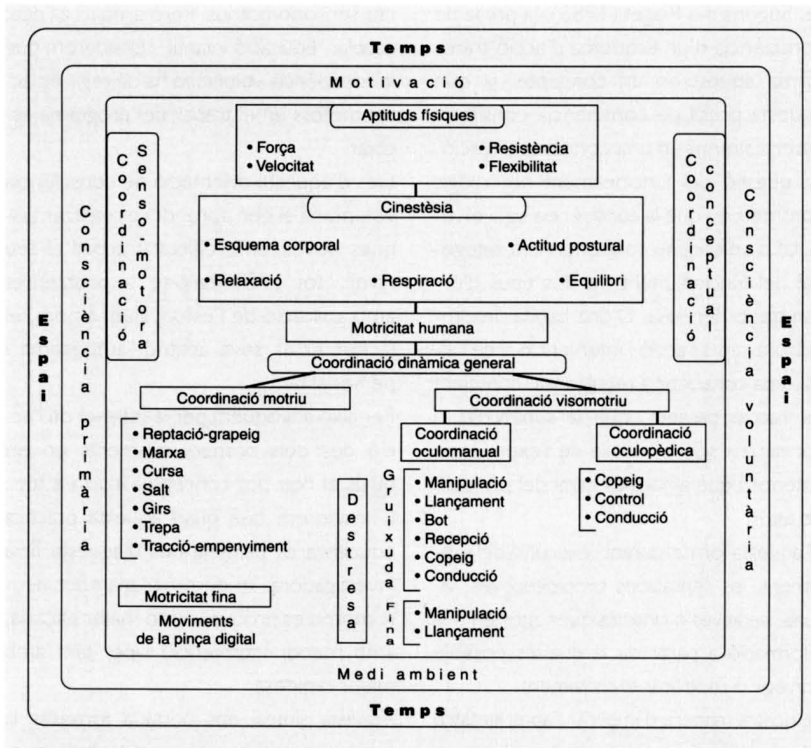 Temps
Motivació
Aptituds físiques
• Força
• Velocitat
• Resistència
• Flexibilitat
Coordinació
Sensomotora
Coordinació
conceptual
Cinestèsia
• Esquema corporal
• Actitud postural
• Relaxació
• Respiració
• Equilibri
Espai
Consciència primària
Consciència voluntària
Espai
Motricitat humana
Coordinació dinàmica general
Coordinació motriu
Coordinació visomotriu
• Reptació-grapeig
• Marxa
• Cursa
• Salt
• Girs
• Trepa
• Tracció-empenyiment
Motricitat fina
Moviments
de la pinça digital
Destresa
Coordinació
oculomanual
Gruixuda
• Manipulació
• Llançament
• Bot
• Recepció
• Copeig
• Conducció
Fina
• Manipulació
• Llançament
Coordinació
oculopèdica
• Copeig
• Control
• Conducció
Med ambient
Temps